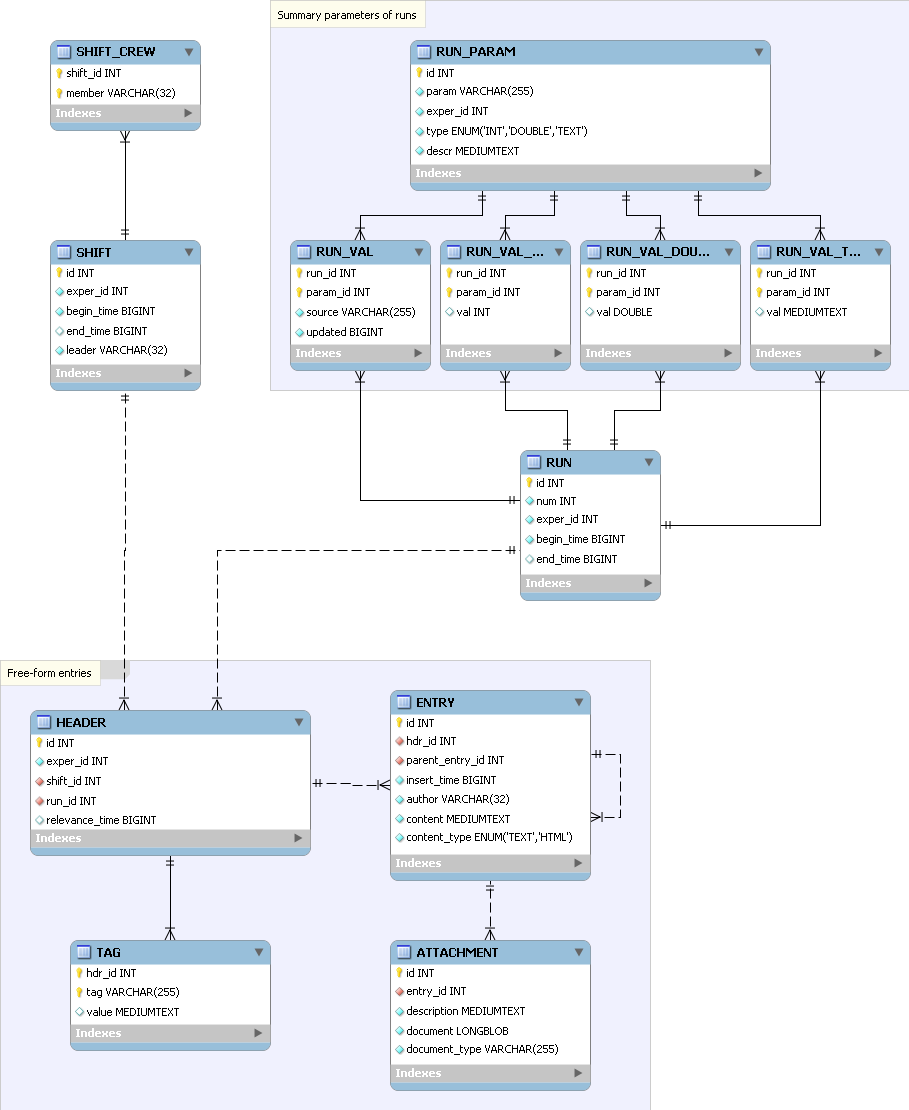 Summary parameters of runs
SHIFT_CREW
shift_id INT
member VARCHAR(32)
Indexes
RUN_PARAM
id INT
param VARCHAR(255)
exper_id INT
type ENUM('INT','DOUBLE','TEXT')
descr MEDIUMTEXT
Indexes
SHIFT
id INT
exper_id INT
begin_time BIGINT
end_time BIGINT
leader VARCHAR(32)
Indexes
RUN_VAL
run_id INT
param_id INT
source VARCHAR(255)
updated BIGINT
Indexes
RUN_VAL_...
run_id INT
param_id INT
val INT
Indexes
RUN_VAL_DOU...
run_id INT
param_id INT
val DOUBLE
Indexes
RUN_VAL_T...
run_id INT
param_id INT
val MEDIUMTEXT
Indexes
RUN
id INT
num INT
exper_id INT
begin_time BIGINT
end_time BIGINT
Indexes
Free-form entries
HEADER
id INT
exper_id INT
shift_id INT
run_id INT
relevance_time BIGINT
Indexes
ENTRY
id INT
hdr_id INT
parent_entry_id INT
insert_time BIGINT
author VARCHAR(32)
content MEDIUMTEXT
content_type ENUM('TEXT','HTML')
Indexes
TAG
hdr_id INT
tag VARCHAR(255)
value MEDIUMTEXT
Indexes
ATTACHMENT
id INT
entry_id INT
description MEDIUMTEXT
document LONGBLOB
document_type VARCHAR(255)
Indexes